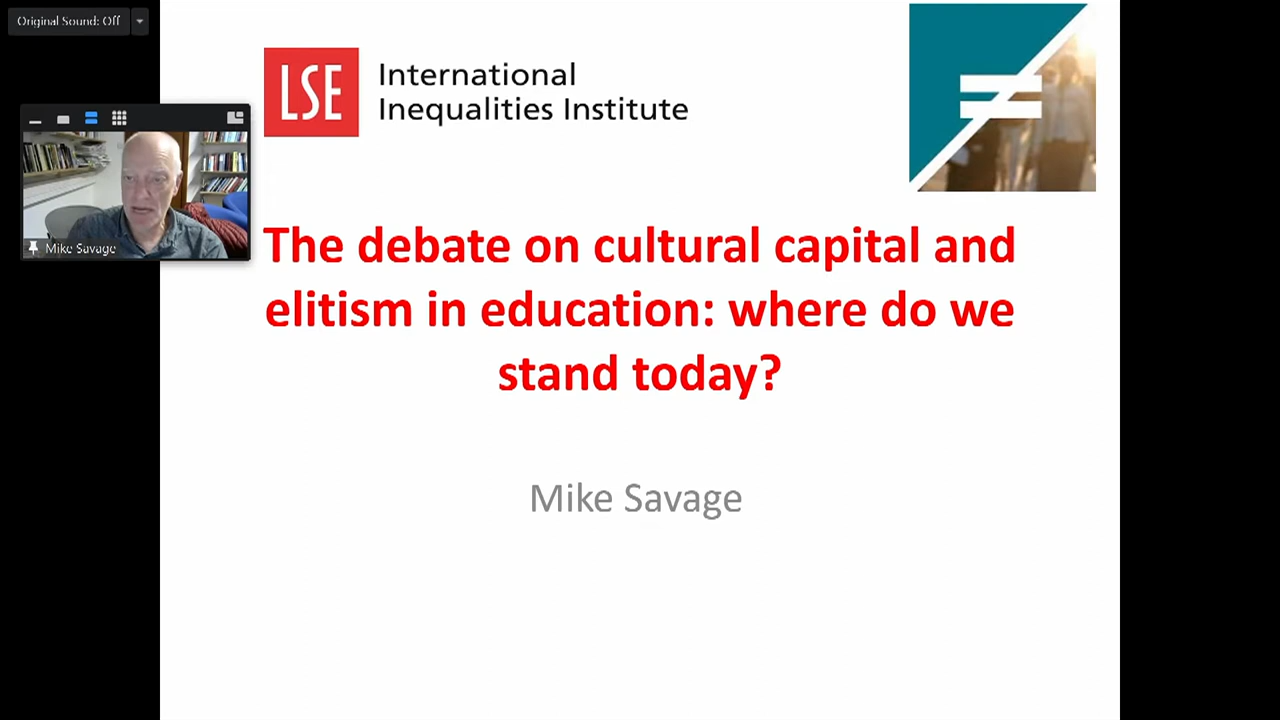 Original Sound: Off
LSE
International
Inequalities Institute
Mike Savage
The debate on cultural capital and
elitism in education: where do we
stand today?
Mike Savage